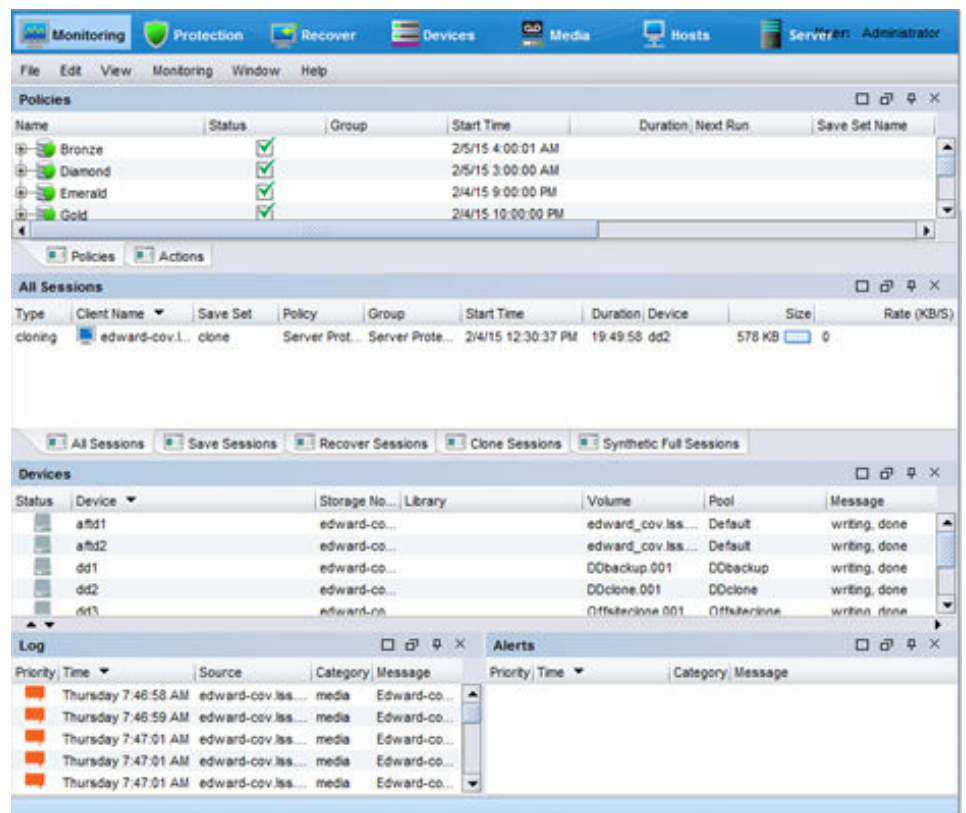 Monitoring Protection Recover Devices Media Hosts Server Administrator
File Edit View Monitoring Window Help
Policies
Name Status Group Start Time Duration Next Run Save Set Name
Bronze 2/5/15 4:00:01 AM
Diamond 2/5/15 3:00:00 AM
Emerald 2/4/15 9:00:00 PM
Gold 2/4/15 10:00:00 PM
Policies Actions
All Sessions
Type Client Name Save Set Policy Group Start Time Duration Device Size Rate (KB/S)
cloning edward-cov.l... clone Server Prot... Server Prote... 2/4/15 12:30:37 PM 19:49:58 dd2 578 KB 0
All Sessions Save Sessions Recover Sessions Clone Sessions Synthetic Full Sessions
Devices
Status Device Storage No... Library Volume Pool Message
aftd1 edward-co... edward_cov.lss.... Default writing, done
aftd2 edward-co... edward_cov.lss.... Default writing, done
dd1 edward-co... DDbackup.001 DDbackup writing, done
dd2 edward-co... DDclone.001 DDclone writing, done
dd3 edward-co... Offsiteclone.001 Offsiteclone writing, done
Log
Priority Time Source Category Message
Thursday 7:46:58 AM edward-cov.lss.... media Edward-co...
Thursday 7:46:59 AM edward-cov.lss.... media Edward-co...
Thursday 7:47:01 AM edward-cov.lss.... media Edward-co...
Thursday 7:47:01 AM edward-cov.lss.... media Edward-co...
Thursday 7:47:01 AM edward-cov.lss.... media Edward-co...
Alerts
Priority Time Category Message